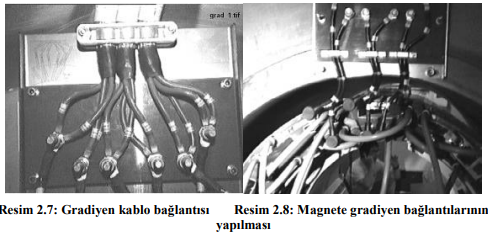 grad 1.tif
Resim 2.7: Gradiyen kablo bağlantısı
Resim 2.8: Magnete gradiyen bağlantılarının
yapılması